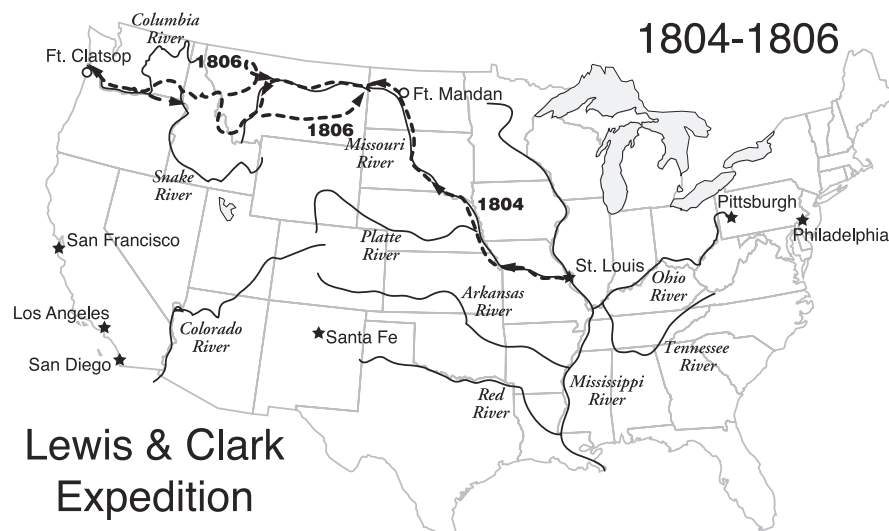 1804-1806
Columbia
River
Ft. Clatsop
1806
Ft. Mandan
1806
Missouri
River
Snake
River
1804
Pittsburgh
Philadelphia
San Francisco
Platte
River
St. Louis
Ohio
River
Arkansas
River
Los Angeles
Colorado
River
Santa Fe
Tennessee
River
San Diego
Mississippi
River
Red
River
Lewis & Clark
Expedition